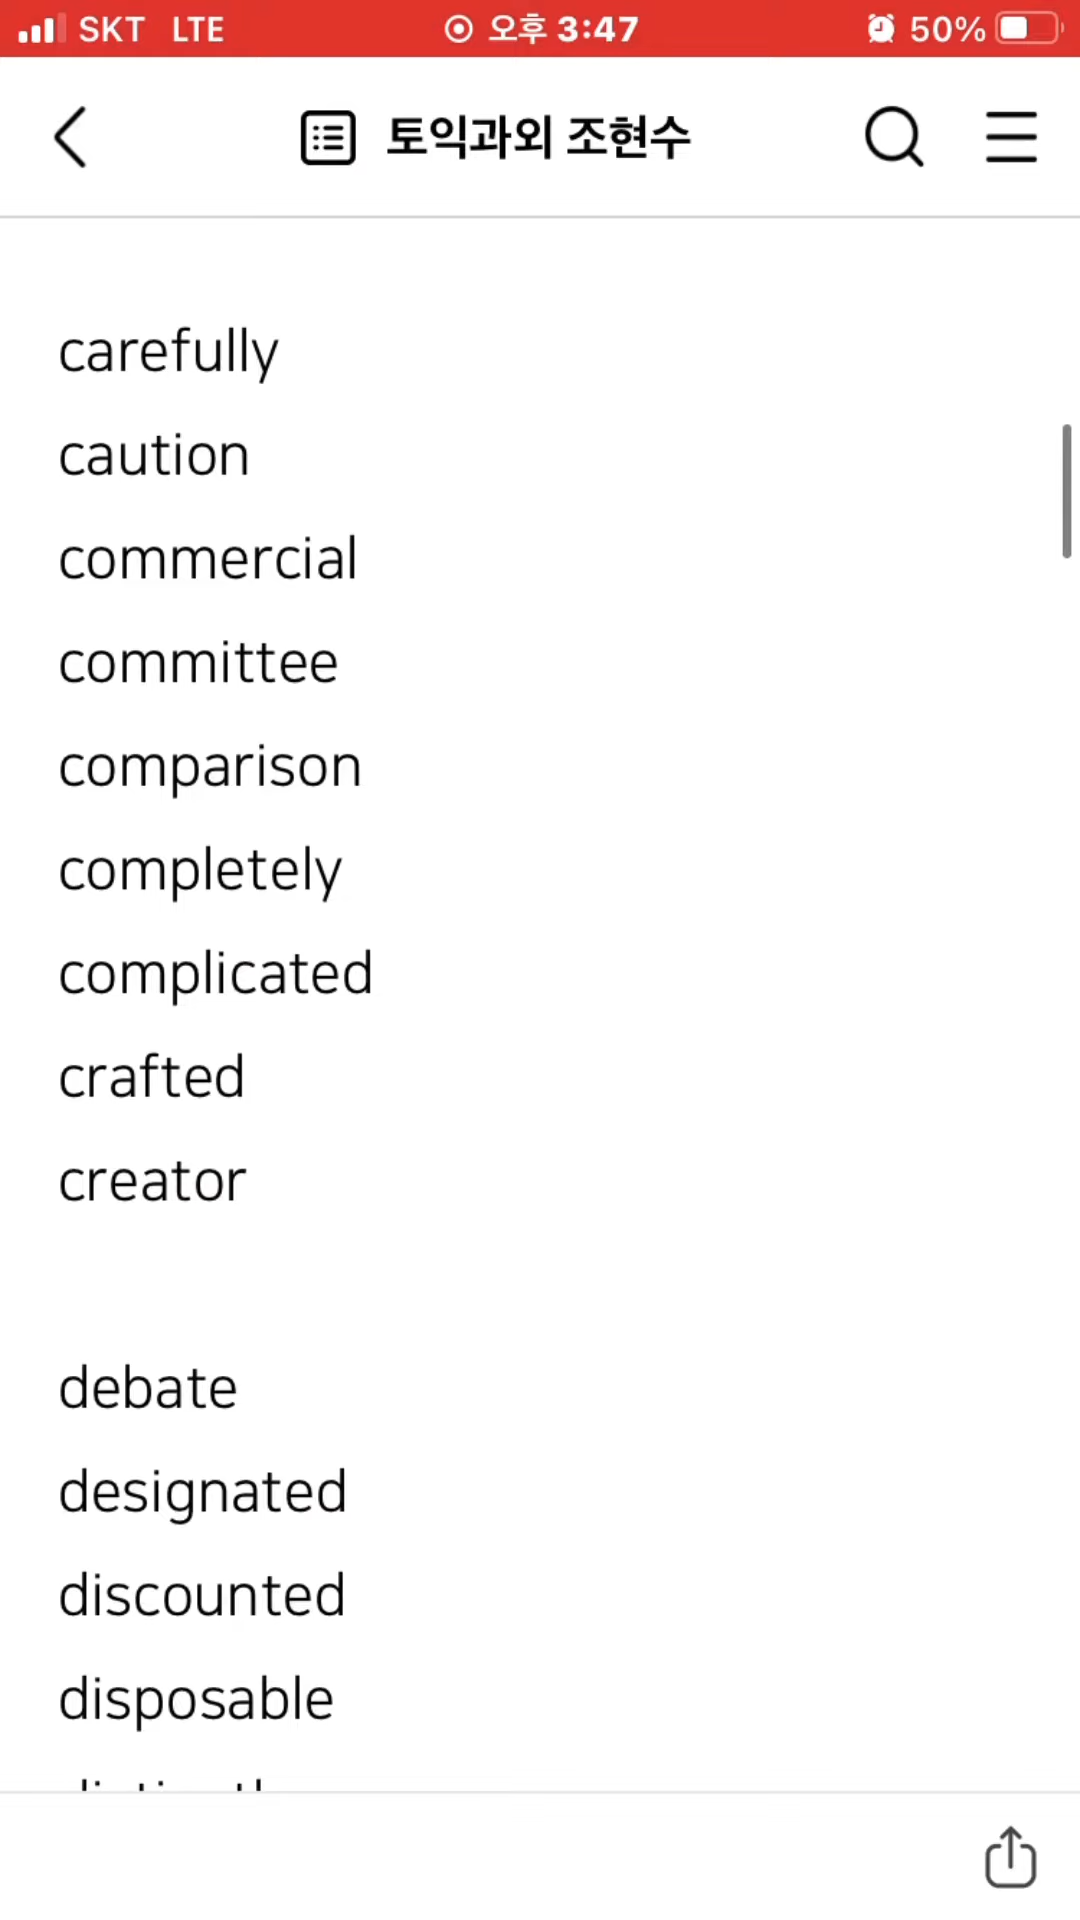 SKT LTE 오후 3:47 50%
토익과외 조현수
carefully
caution
commercial
committee
comparison
completely
complicated
crafted
creator
debate
designated
discounted
disposable